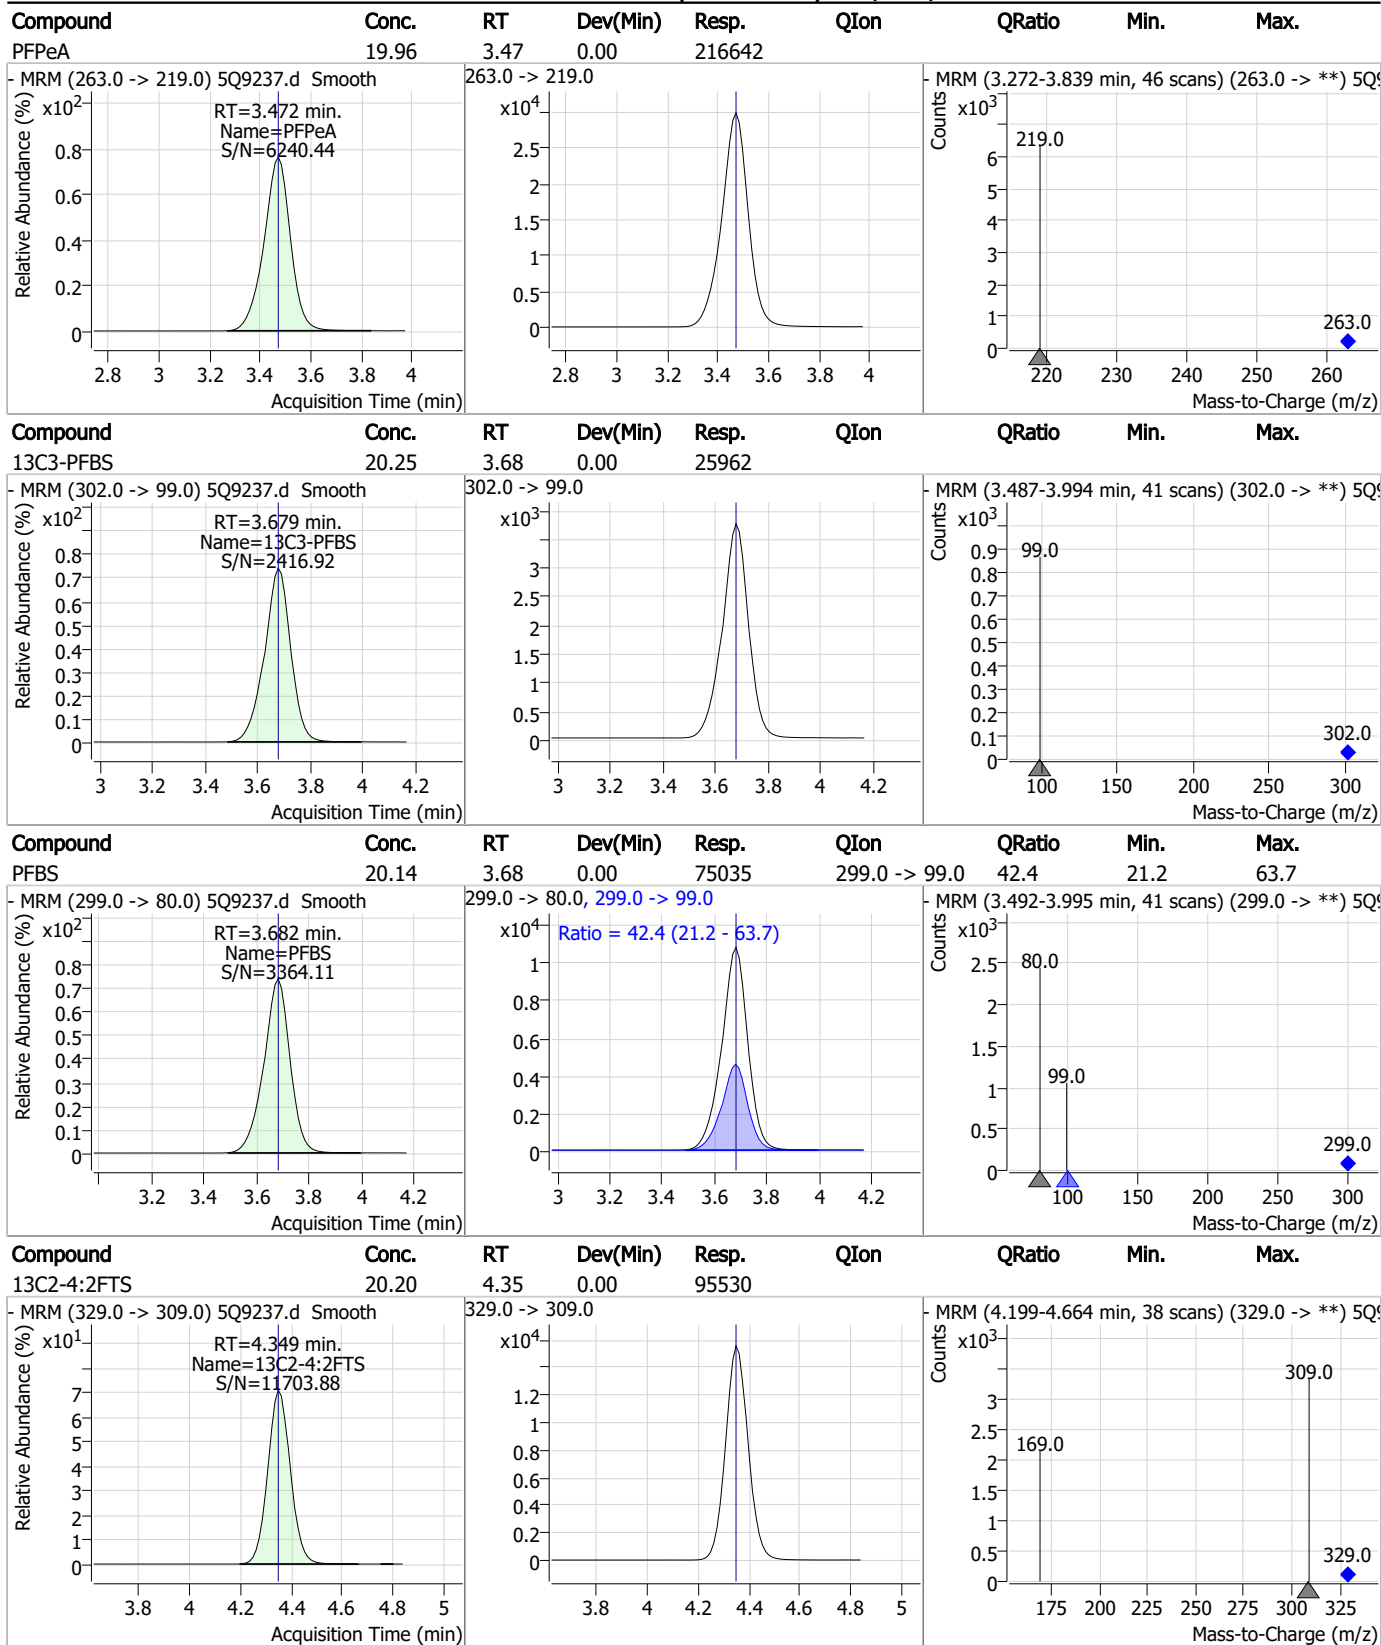 Compound Conc. RT Dev(Min) Resp. QIon QRatio Min. Max.
PFPeA 19.96 3.47 0.00 216642
- MRM (263.0 -> 219.0) 5Q9237.d Smooth
263.0 -> 219.0
- MRM (3.272-3.839 min, 46 scans) (263.0 -> **) 5Q9
Relative Abundance (%)
x10²
RT=3.472 min.
Name=PFPeA
S/N=6240.44
0.8
0.6
0.4
0.2
0
2.8 3 3.2 3.4 3.6 3.8 4
Acquisition Time (min)
x10⁴
2.5
2
1.5
1
0.5
0
2.8 3 3.2 3.4 3.6 3.8 4
Counts
x10³
219.0
6
5
4
3
2
1
0
263.0
220 230 240 250 260
Mass-to-Charge (m/z)
Compound Conc. RT Dev(Min) Resp. QIon QRatio Min. Max.
13C3-PFBS 20.25 3.68 0.00 25962
- MRM (302.0 -> 99.0) 5Q9237.d Smooth
302.0 -> 99.0
- MRM (3.487-3.994 min, 41 scans) (302.0 -> **) 5Q9
Relative Abundance (%)
x10²
RT=3.679 min.
Name=13C3-PFBS
S/N=2416.92
0.8
0.7
0.6
0.5
0.4
0.3
0.2
0.1
0
3 3.2 3.4 3.6 3.8 4 4.2
Acquisition Time (min)
x10³
3
2.5
2
1.5
1
0.5
0
3 3.2 3.4 3.6 3.8 4 4.2
Counts
x10³
99.0
0.9
0.8
0.7
0.6
0.5
0.4
0.3
0.2
0.1
0
302.0
100 150 200 250 300
Mass-to-Charge (m/z)
Compound Conc. RT Dev(Min) Resp. QIon QRatio Min. Max.
PFBS 20.14 3.68 0.00 75035 299.0 -> 99.0 42.4 21.2 63.7
- MRM (299.0 -> 80.0) 5Q9237.d Smooth
299.0 -> 80.0, 299.0 -> 99.0
- MRM (3.492-3.995 min, 41 scans) (299.0 -> **) 5Q9
Relative Abundance (%)
x10²
RT=3.682 min.
Name=PFBS
S/N=3364.11
0.8
0.7
0.6
0.5
0.4
0.3
0.2
0.1
0
3.2 3.4 3.6 3.8 4 4.2
Acquisition Time (min)
x10⁴
Ratio = 42.4 (21.2 - 63.7)
1
0.8
0.6
0.4
0.2
0
3 3.2 3.4 3.6 3.8 4 4.2
Counts
x10³
80.0
2.5
2
1.5
1
0.5
0
99.0
299.0
100 150 200 250 300
Mass-to-Charge (m/z)
Compound Conc. RT Dev(Min) Resp. QIon QRatio Min. Max.
13C2-4:2FTS 20.20 4.35 0.00 95530
- MRM (329.0 -> 309.0) 5Q9237.d Smooth
329.0 -> 309.0
- MRM (4.199-4.664 min, 38 scans) (329.0 -> **) 5Q9
Relative Abundance (%)
x10¹
RT=4.349 min.
Name=13C2-4:2FTS
S/N=11703.88
7
6
5
4
3
2
1
0
3.8 4 4.2 4.4 4.6 4.8 5
Acquisition Time (min)
x10⁴
1.2
1
0.8
0.6
0.4
0.2
0
3.8 4 4.2 4.4 4.6 4.8 5
Counts
x10³
309.0
169.0
3
2.5
2
1.5
1
0.5
0
329.0
175 200 225 250 275 300 325
Mass-to-Charge (m/z)